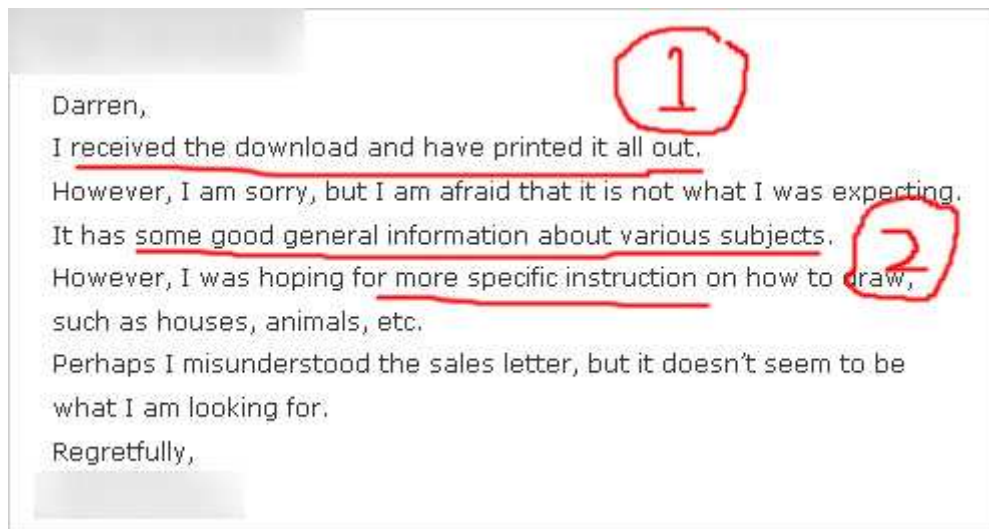 1
Darren,
I received the download and have printed it all out.
However, I am sorry, but I am afraid that it is not what I was expecting.
It has some good general information about various subjects.
2
However, I was hoping for more specific instruction on how to draw,
such as houses, animals, etc.
Perhaps I misunderstood the sales letter, but it doesn't seem to be
what I am looking for.
Regretfully,